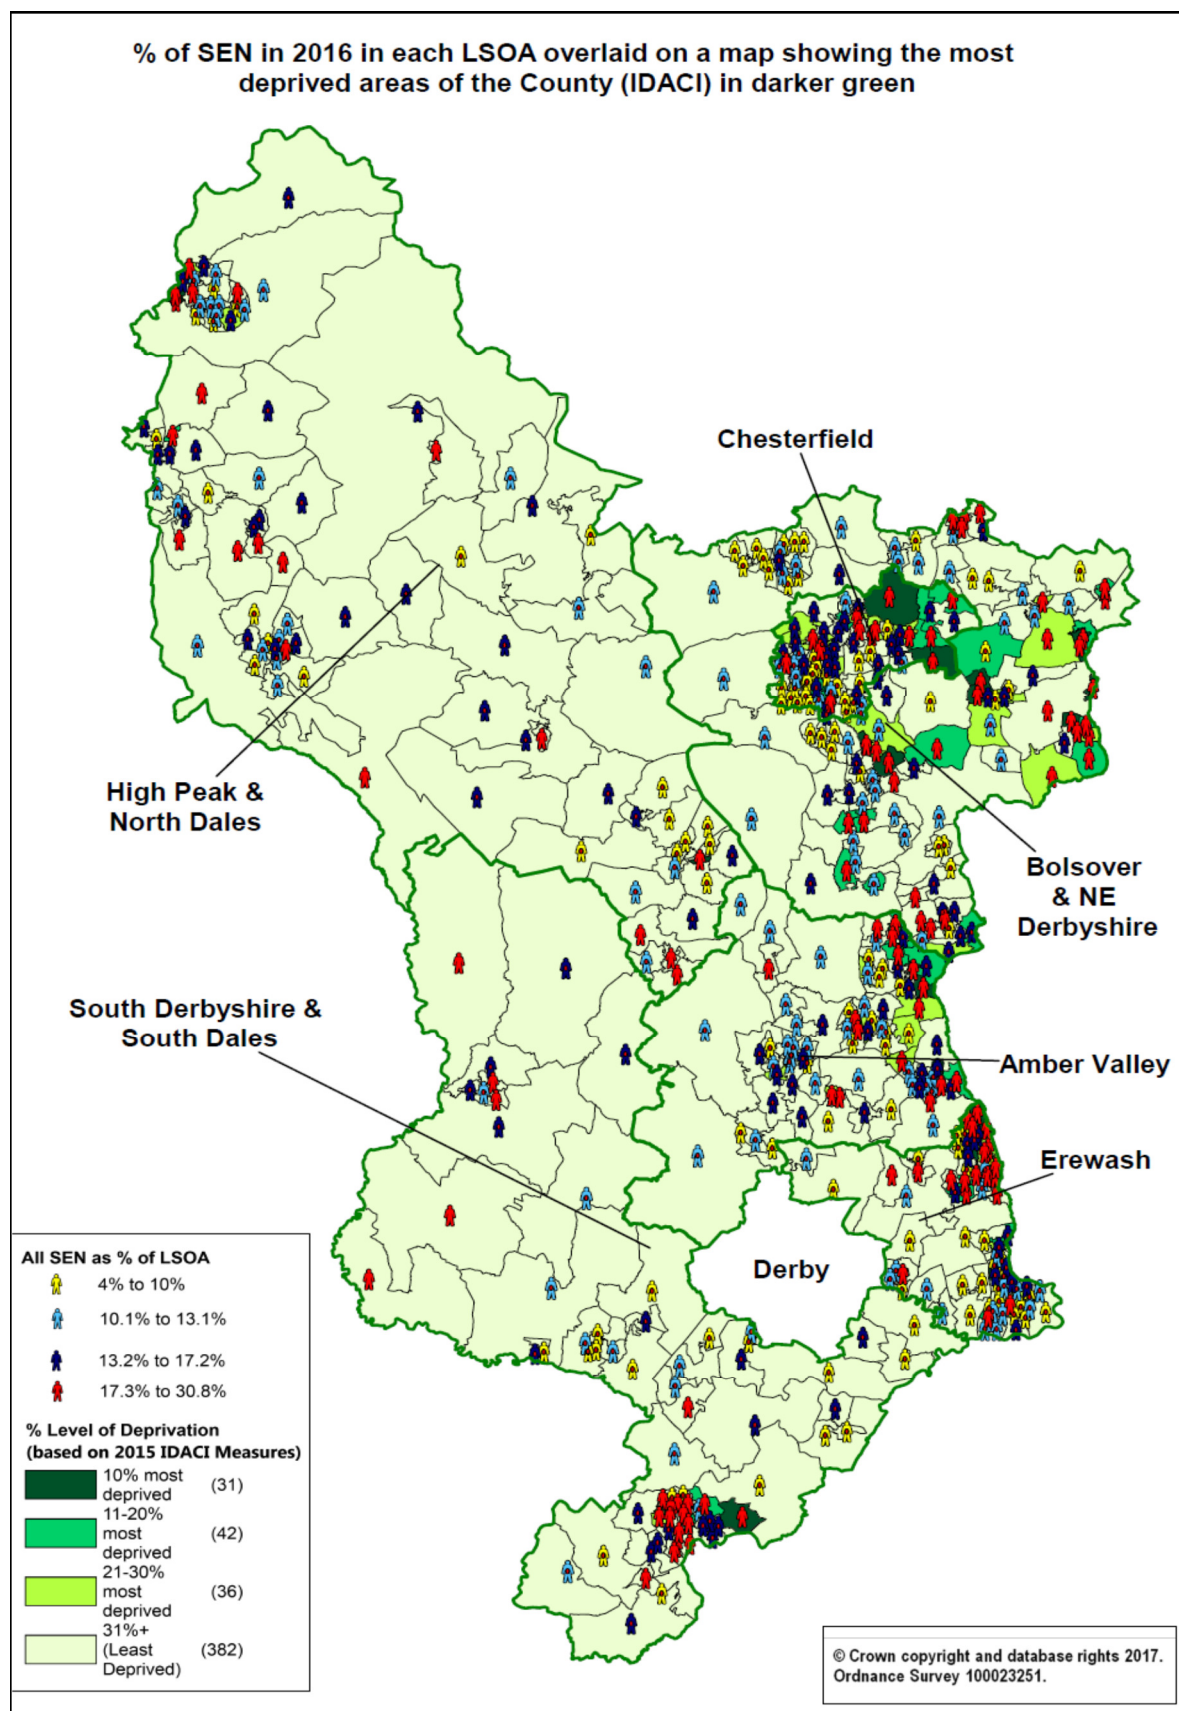 % of SEN in 2016 in each LSOA overlaid on a map showing the most
deprived areas of the County (IDACI) in darker green
Chesterfield
High Peak &
North Dales
Bolsover
& NE
Derbyshire
South Derbyshire &
South Dales
Amber Valley
Erewash
Derby
All SEN as % of LSOA
4% to 10%
10.1% to 13.1%
13.2% to 17.2%
17.3% to 30.8%
% Level of Deprivation
(based on 2015 IDACI Measures)
10% most
deprived (31)
11-20%
most (42)
deprived
21-30%
most (36)
deprived
31%+
(Least (382)
Deprived)
© Crown copyright and database rights 2017.
Ordnance Survey 100023251.